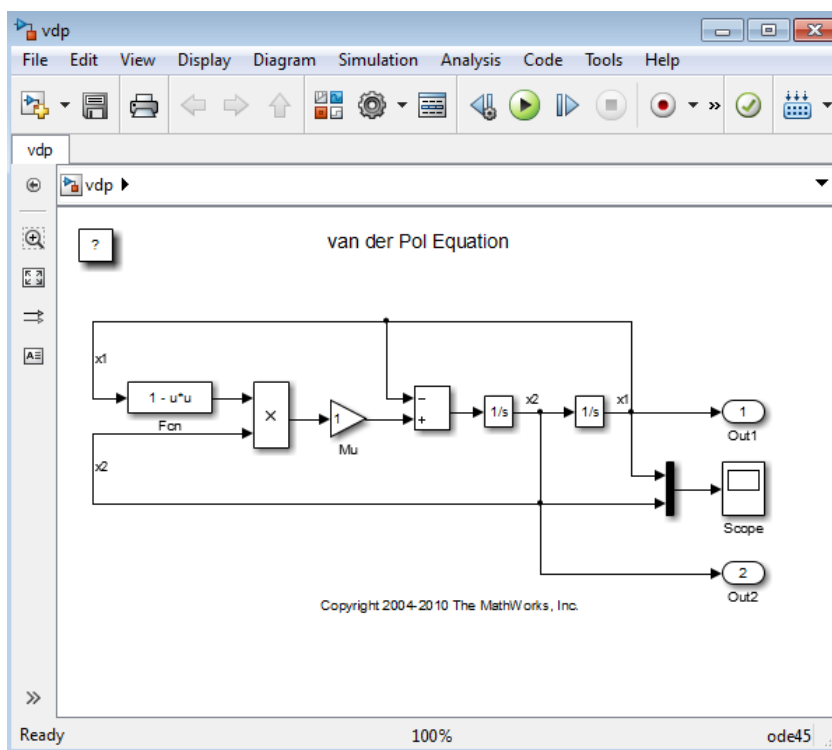 vdp
File Edit View Display Diagram Simulation Analysis Code Tools Help
»
vdp
vdp
?
van der Pol Equation
x1
1 - u*u
Fcn
×
1
Mu
−
+
1/s
x2
1/s
x1
1
Out1
x2
Scope
2
Out2
Copyright 2004-2010 The MathWorks, Inc.
»
Ready 100% ode45